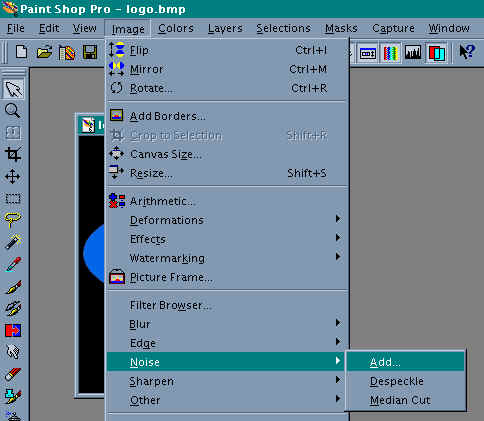 Paint Shop Pro - logo.bmp
File Edit View Image Colors Layers Selections Masks Capture Wi
Flip Ctrl+I
Mirror Ctrl+M
Rotate... Ctrl+R
Add Borders...
Crop to Selection Shift+R
Canvas Size...
Resize... Shift+S
Arithmetic...
Deformations
Effects
Watermarking
Picture Frame...
Filter Browser...
Blur
Edge
Noise Add...
Sharpen Despeckle
Other Median Cut